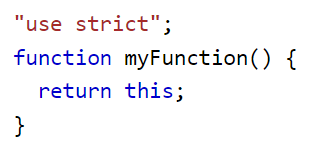 "use strict";
function myFunction() {
  return this;
}